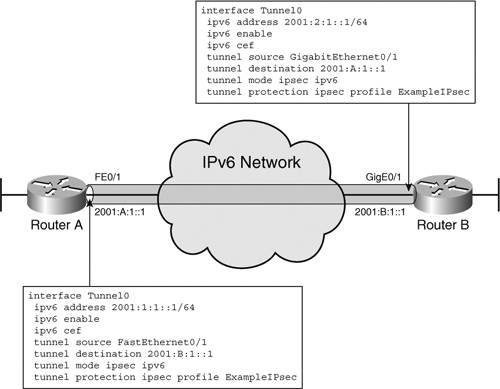 interface Tunnel0
ipv6 address 2001:2:1::1/64
ipv6 enable
ipv6 cef
tunnel source GigabitEthernet0/1
tunnel destination 2001:A:1::1
tunnel mode ipsec ipv6
tunnel protection ipsec profile ExampleIPsec
IPv6 Network
FE0/1
GigE0/1
2001:A:1::1
2001:B:1::1
Router A
Router B
interface Tunnel0
ipv6 address 2001:1:1::1/64
ipv6 enable
ipv6 cef
tunnel source FastEthernet0/1
tunnel destination 2001:B:1::1
tunnel mode ipsec ipv6
tunnel protection ipsec profile ExampleIPsec